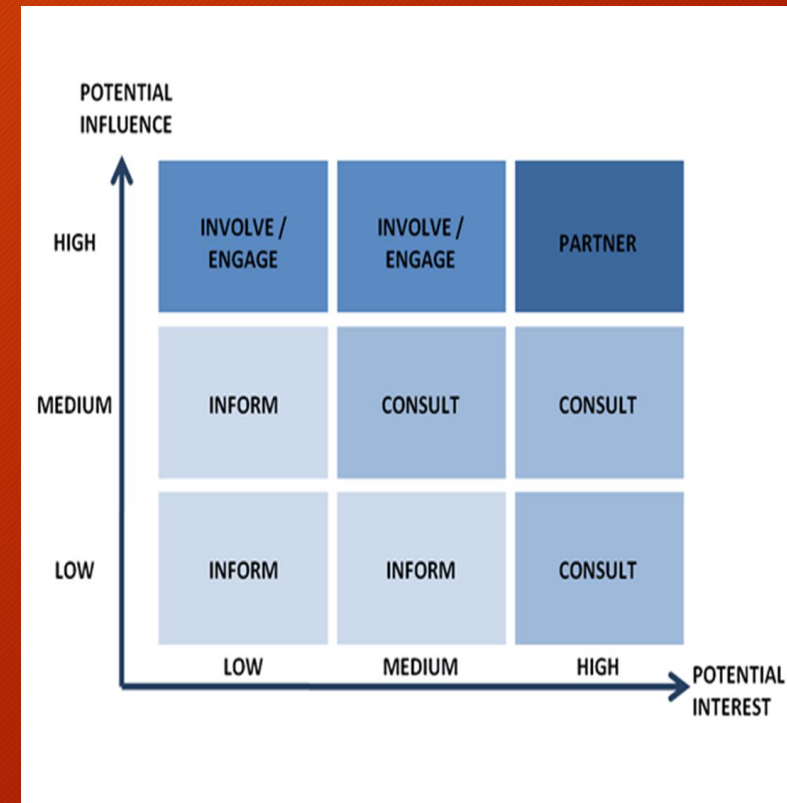 POTENTIAL
INFLUENCE
HIGH
INVOLVE /
ENGAGE
INVOLVE /
ENGAGE
PARTNER
MEDIUM
INFORM
CONSULT
CONSULT
LOW
INFORM
INFORM
CONSULT
LOW
MEDIUM
HIGH
POTENTIAL
INTEREST